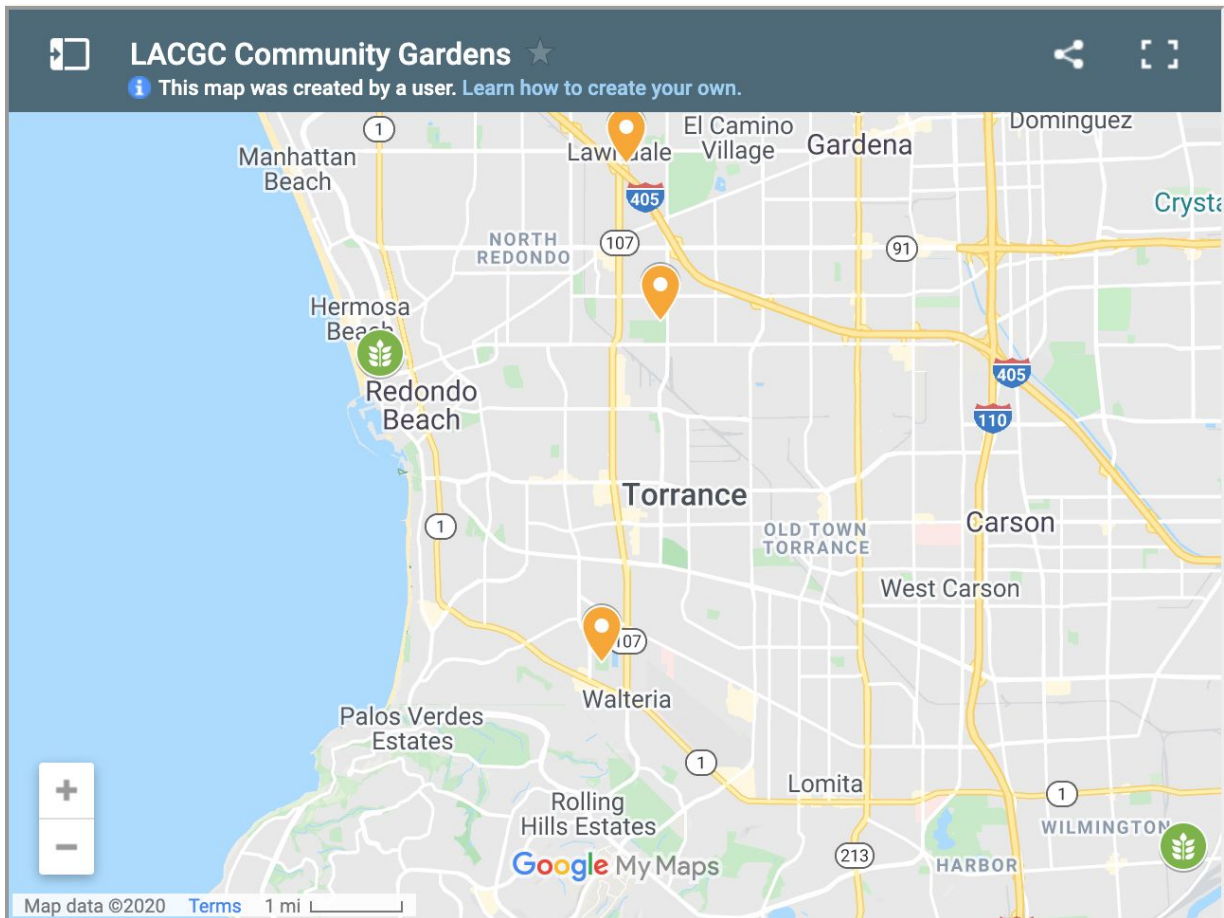 LACGC Community Gardens
This map was created by a user. Learn how to create your own.
1
El Camino
Village
Gardena
Dominguez
Manhattan
Beach
405
Crysta
NORTH
REDONDO
107
91
Hermosa
Beach
405
Redondo
Beach
110
Torrance
1
OLD TOWN
TORRANCE
Carson
West Carson
107
Walteria
Palos Verdes
Estates
1
Lomita
Rolling
Hills Estates
1
WILMINGTON
Google My Maps
213
HARBOR
Map data ©2020 Terms 1 mi